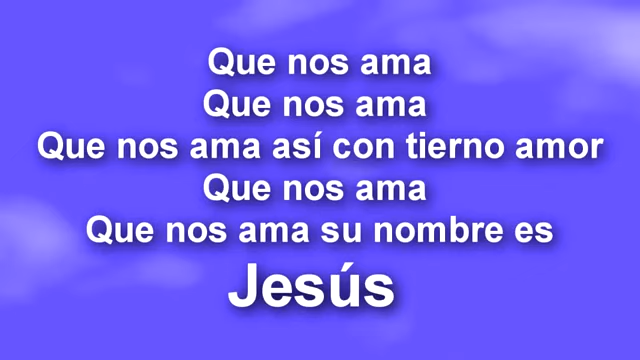 Que nos ama
Que nos ama
Que nos ama así con tierno amor
Que nos ama
Que nos ama su nombre es
Jesús